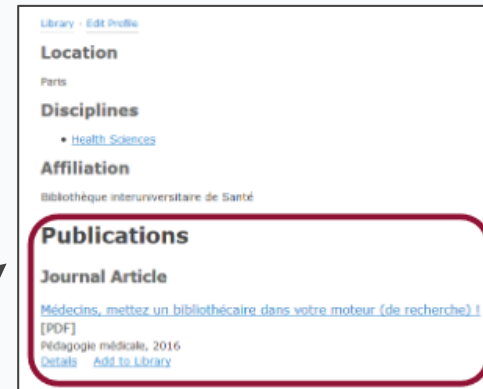 Library · Edit Profile
Location
Paris
Disciplines
• Health Sciences
Affiliation
Bibliothèque interuniversitaire de Santé
Publications
Journal Article
Médecins, mettez un bibliothécaire dans votre moteur (de recherche) !
[PDF]
Pédagogie médicale, 2016
Details Add to Library